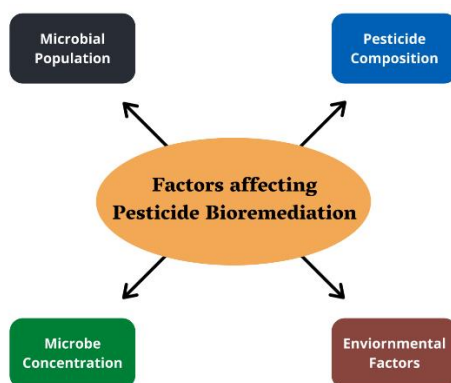 Microbial
Population
Pesticide
Composition
Factors affecting
Pesticide Bioremediation
Microbe
Concentration
Enviornmental
Factors